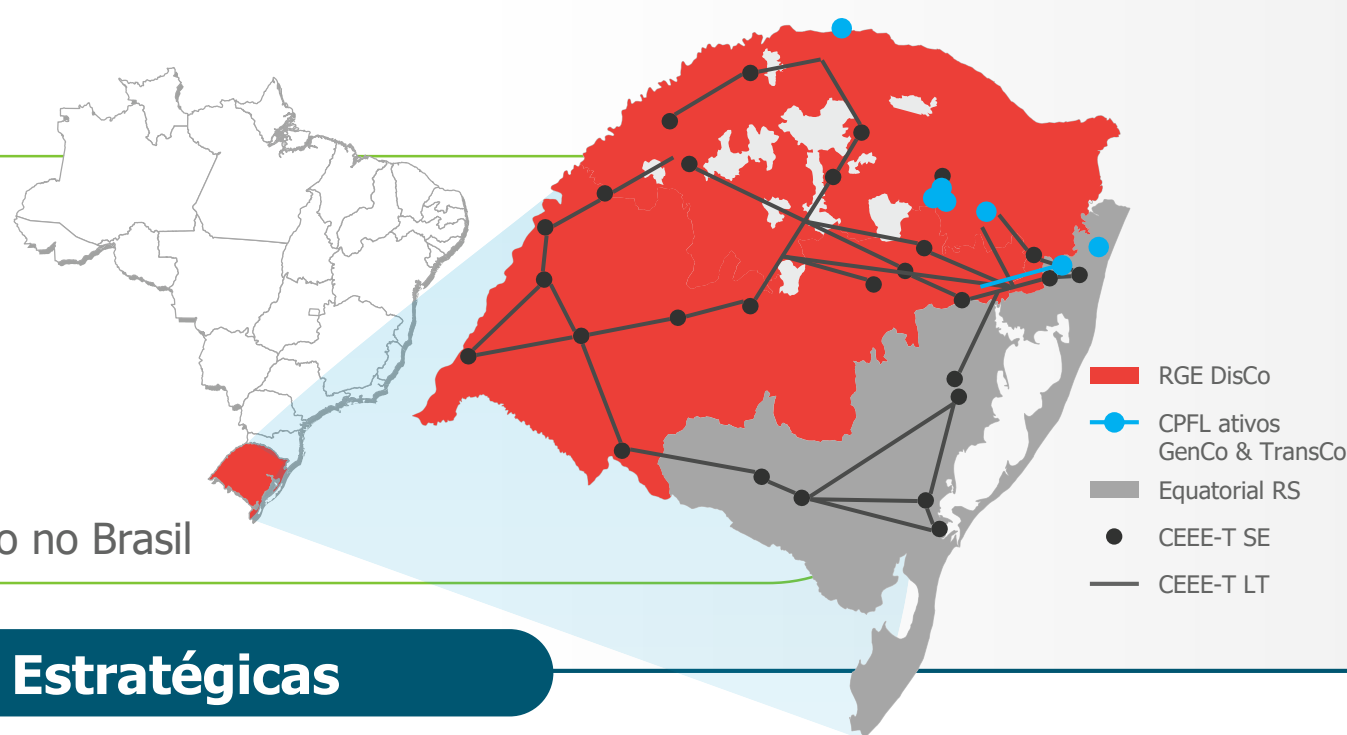 RGE DisCo
CPFL ativos
GenCo & TransCo
Equatorial RS
CEEE-T SE
CEEE-T LT
no Brasil
Estratégicas